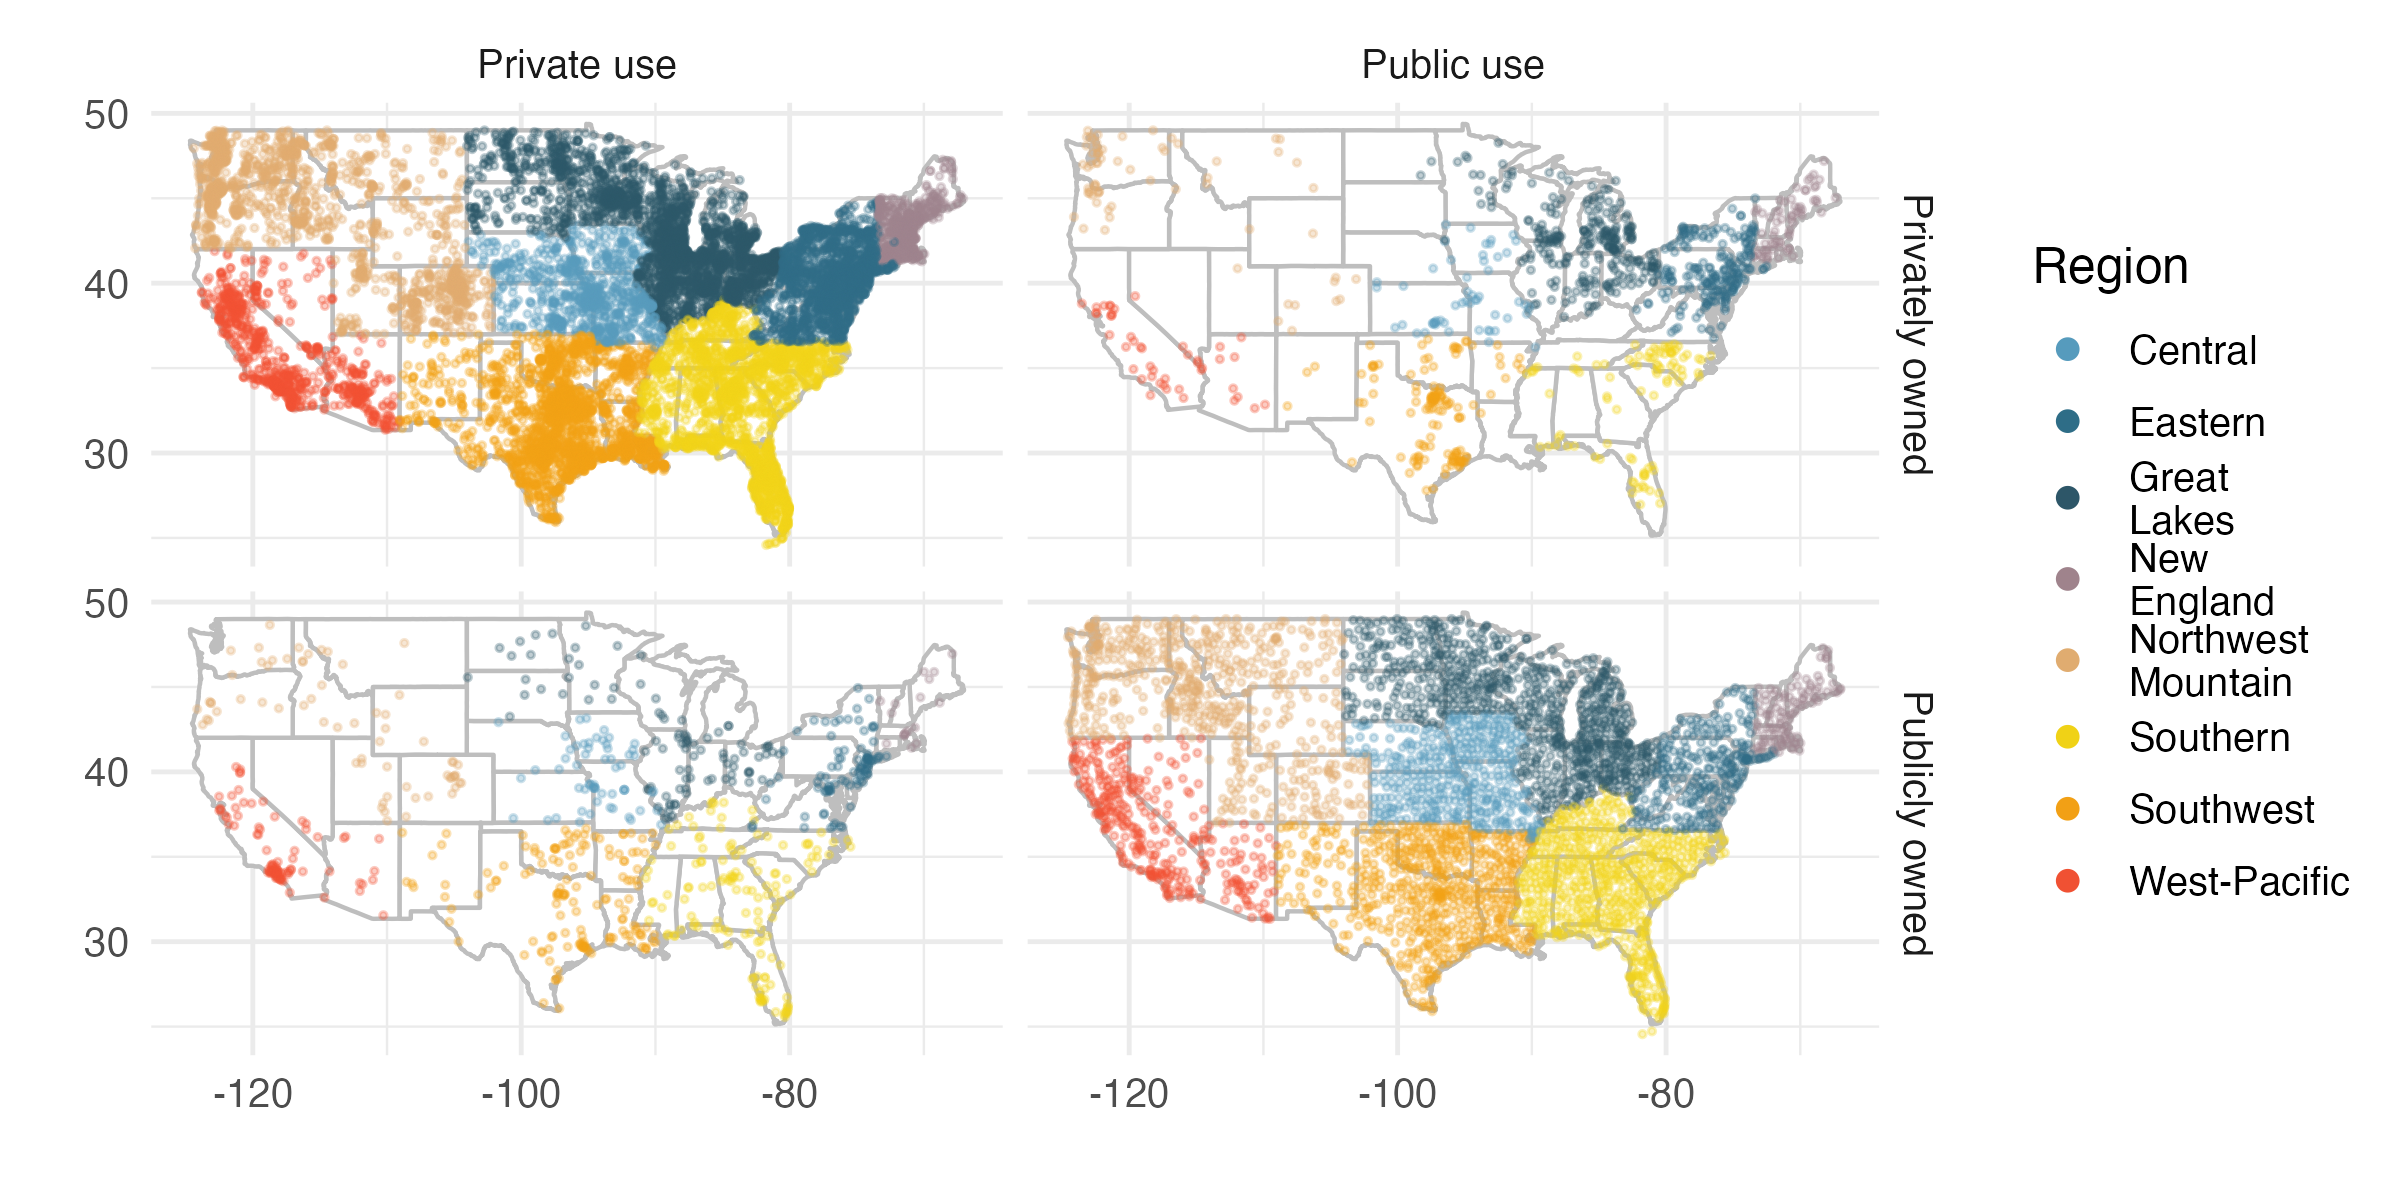 Private use
Public use
50
40
30
Privately owned
50
40
30
Publicly owned
-120
-100
-80
-120
-100
-80
Region
Central
Eastern
Great
Lakes
New
England
Northwest
Mountain
Southern
Southwest
West-Pacific